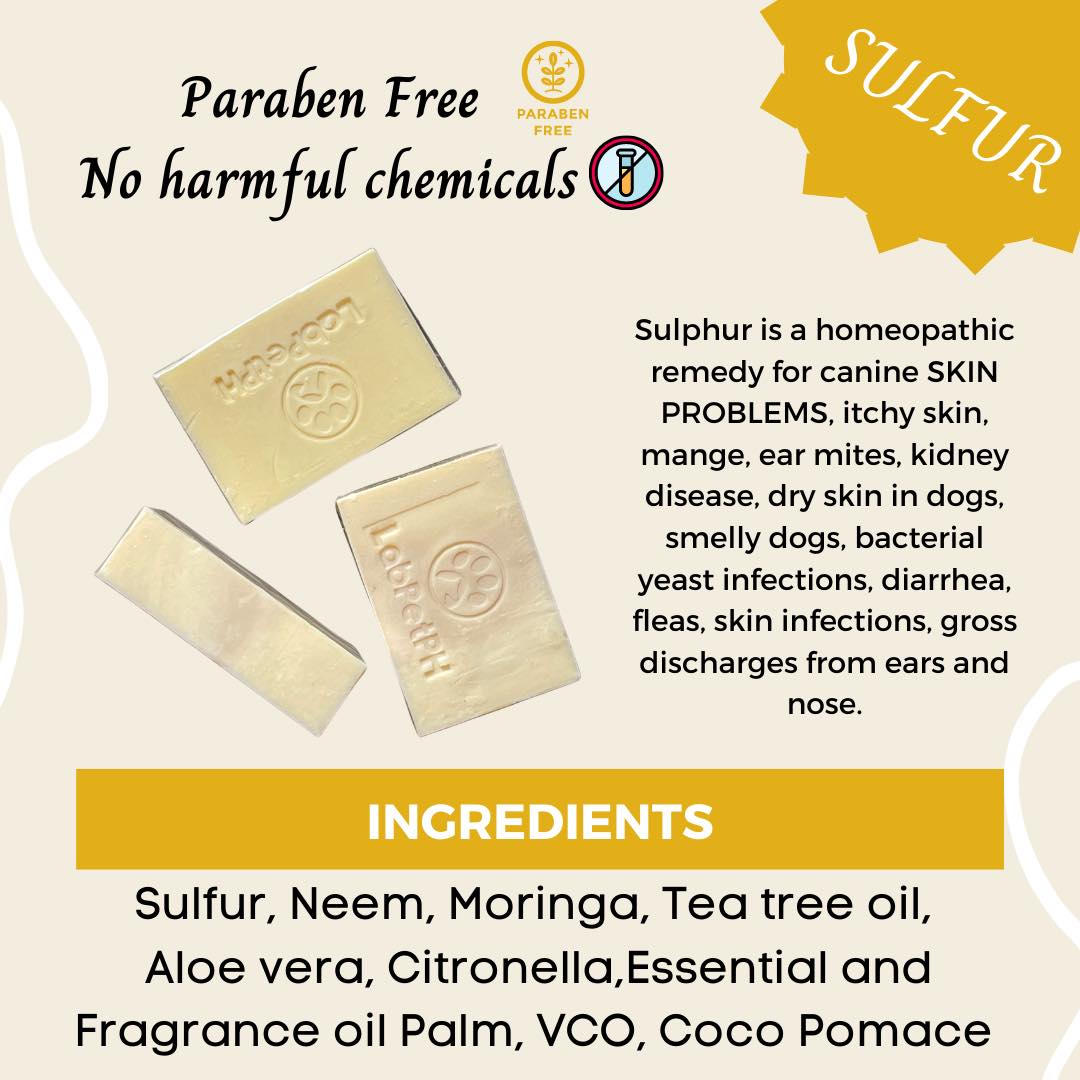 Paraben Free
PARABEN
FREE
No harmful chemicals
SULFUR
LabPetPH
LabPetPH
Sulphur is a homeopathic
remedy for canine SKIN
PROBLEMS, itchy skin,
mange, ear mites, kidney
disease, dry skin in dogs,
smelly dogs, bacterial
yeast infections, diarrhea,
fleas, skin infections, gross
discharges from ears and
nose.
INGREDIENTS
Sulfur, Neem, Moringa, Tea tree oil,
Aloe vera, Citronella,Essential and
Fragrance oil Palm, VCO, Coco Pomace